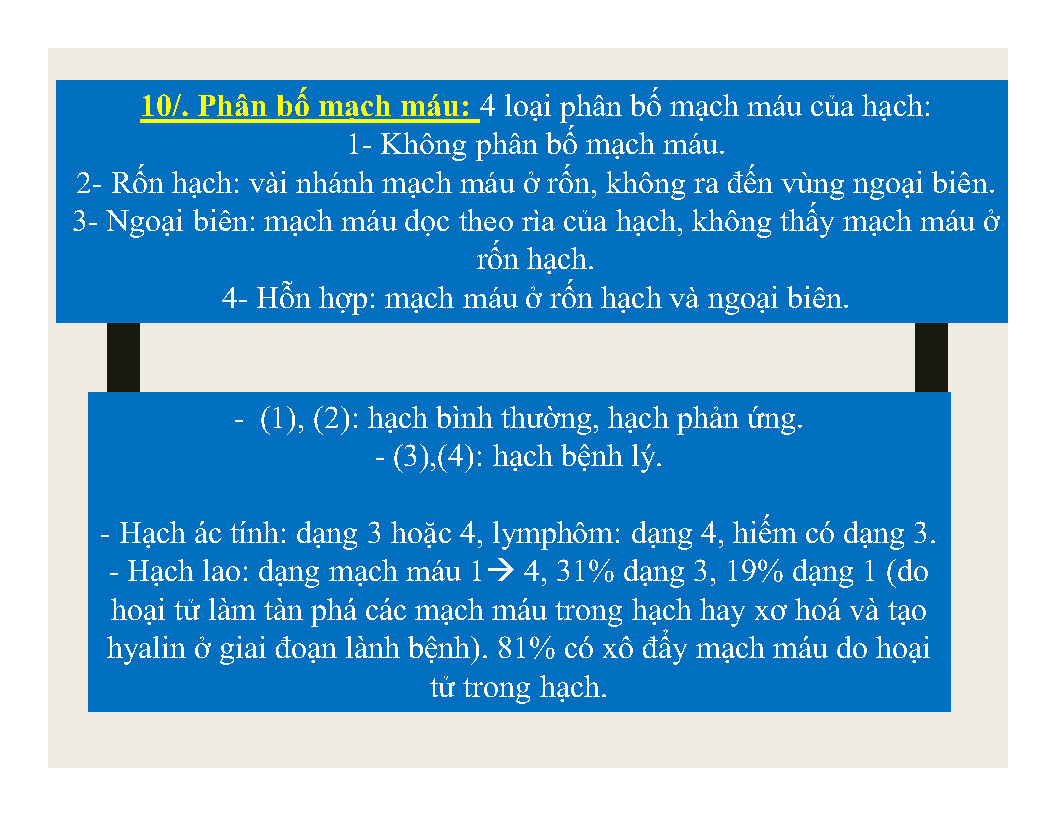 10/. Phân bố mạch máu: 4 loại phân bố mạch máu của hạch:
1- Không phân bố mạch máu.
2- Rốn hạch: vài nhánh mạch máu ở rốn, không ra đến vùng ngoại biên.
3- Ngoại biên: mạch máu dọc theo rìa của hạch, không thấy mạch máu ở
rốn hạch.
4- Hỗn hợp: mạch máu ở rốn hạch và ngoại biên.
- (1), (2): hạch bình thường, hạch phản ứng.
- (3),(4): hạch bệnh lý.
- Hạch ác tính: dạng 3 hoặc 4, lymphôm: dạng 4, hiếm có dạng 3.
- Hạch lao: dạng mạch máu 1→ 4, 31% dạng 3, 19% dạng 1 (do
hoại tử làm tàn phá các mạch máu trong hạch hay xơ hoá và tạo
hyalin ở giai đoạn lành bệnh). 81% có xô đẩy mạch máu do hoại
tử trong hạch.